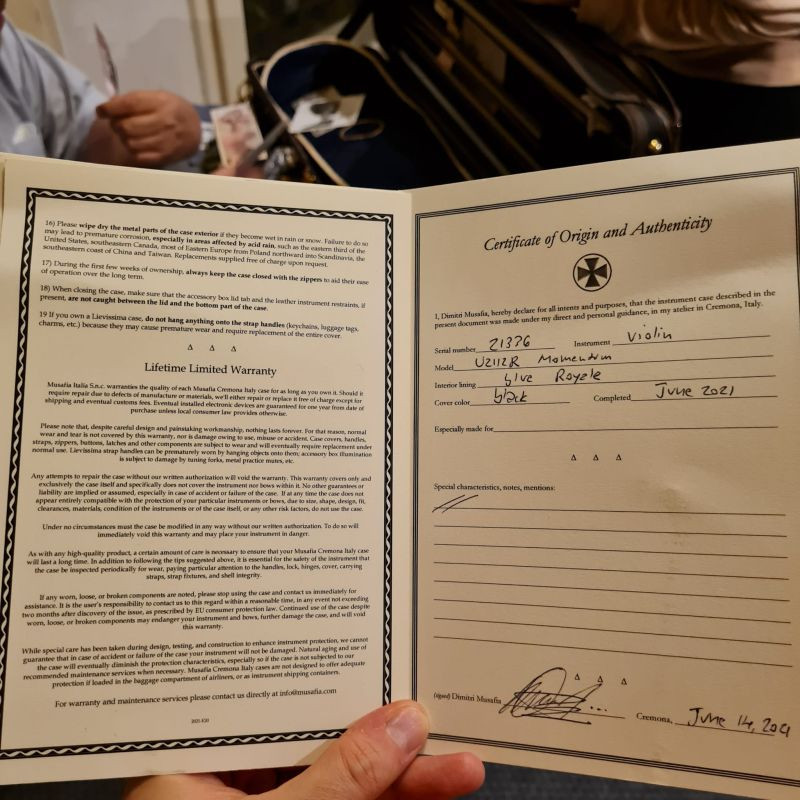 16) Please wipe dry the metal parts of the case exterior if they become wet in rain or snow. Failure to do so
may lead to premature corrosion, especially in areas affected by acid rain, such as the eastern third of the
United States, southeastern Canada, most of Eastern Europe from Poland northward into Scandinavia, the
southeastern coast of China and Taiwan. Replacements supplied free of charge upon request.
17) During the first few weeks of ownership, always keep the case closed with the zippers to aid their ease
of operation over the long term.
18) When closing the case, make sure that the accessory box lid tab and the leather instrument restraints, if
present, are not caught between the lid and the bottom part of the case.
19 If you own a Lievissima case, do not hang anything onto the strap handles (keychains, luggage tags,
charms, etc.) because they may cause premature wear and require replacement of the entire cover.
Δ Δ Δ
Lifetime Limited Warranty
Musafia Italia S.n.c. warranties the quality of each Musafia Cremona Italy case for as long as you own it. Should it
require repair due to defects of manufacture or materials, we'll either repair or replace it free of charge except for
shipping and eventual customs fees. Eventual installed electronic devices are guaranteed for one year from date of
purchase unless local consumer law provides otherwise.
Please note that, despite careful design and painstaking workmanship, nothing lasts forever. For that reason, normal
wear and tear is not covered by this warranty, nor is damage owing to use, misuse or accident. Case covers, handles,
straps, zippers, buttons, latches and other components are subject to wear and will eventually require replacement under
normal use. Lievissima strap handles can be prematurely worn by hanging objects onto them; accessory box illumination
is subject to damage by tuning forks, metal practice mutes, etc.
Any attempts to repair the case without our written authorization will void the warranty. This warranty covers only and
exclusively the case itself and specifically does not cover the instrument nor bows within it. No other guarantees or
liability are implied or assumed, especially in case of accident or failure of the case. If at any time the case does not
appear entirely compatible with the protection of your particular instruments or bows, due to size, shape, design, fit,
clearances, materials, condition of the instruments or of the case itself, or any other risk factors, do not use the case.
Under no circumstances must the case be modified in any way without our written authorization. To do so will
immediately void this warranty and may place your instrument in danger.
As with any high-quality product, a certain amount of care is necessary to ensure that your Musafia Cremona Italy case
will last a long time. In addition to following the tips suggested above, it is essential for the safety of the instrument that
the case be inspected periodically for wear, paying particular attention to the handles, lock, hinges, cover, carrying
straps, strap fixtures, and shell integrity.
If any worn, loose, or broken components are noted, please stop using the case and contact us immediately for
assistance. It is the user's responsibility to contact us to this regard within a reasonable time, in any event not exceeding
two months after discovery of the issue, as prescribed by EU consumer protection law. Continued use of the case despite
worn, loose, or broken components may endanger your instrument and bows, further damage the case, and will void
this warranty.
While special care has been taken during design, testing, and construction to enhance instrument protection, we cannot
guarantee that in case of accident or failure of the case your instrument will not be damaged. Natural aging and use of
the case will eventually diminish the protection characteristics, especially so if the case is not subjected to our
recommended maintenance services when necessary. Musafia Cremona Italy cases are not designed to offer adequate
protection if loaded in the baggage compartment of airliners, or as instrument shipping containers.
For warranty and maintenance services please contact us directly at info@musafia.com
Certificate of Origin and Authenticity
I, Dimitri Musafia, hereby declare for all intents and purposes, that the instrument case described in the
present document was made under my direct and personal guidance, in my atelier in Cremona, Italy.
Serial number 21376 Instrument Violin
Model U2112R Momentum
Interior lining blue Royale
Cover color black Completed June 2021
Especially made for
Δ Δ Δ
Special characteristics, notes, mentions:
Δ Δ Δ
(signed) Dimitri Musafia Cremona, June 14, 2021